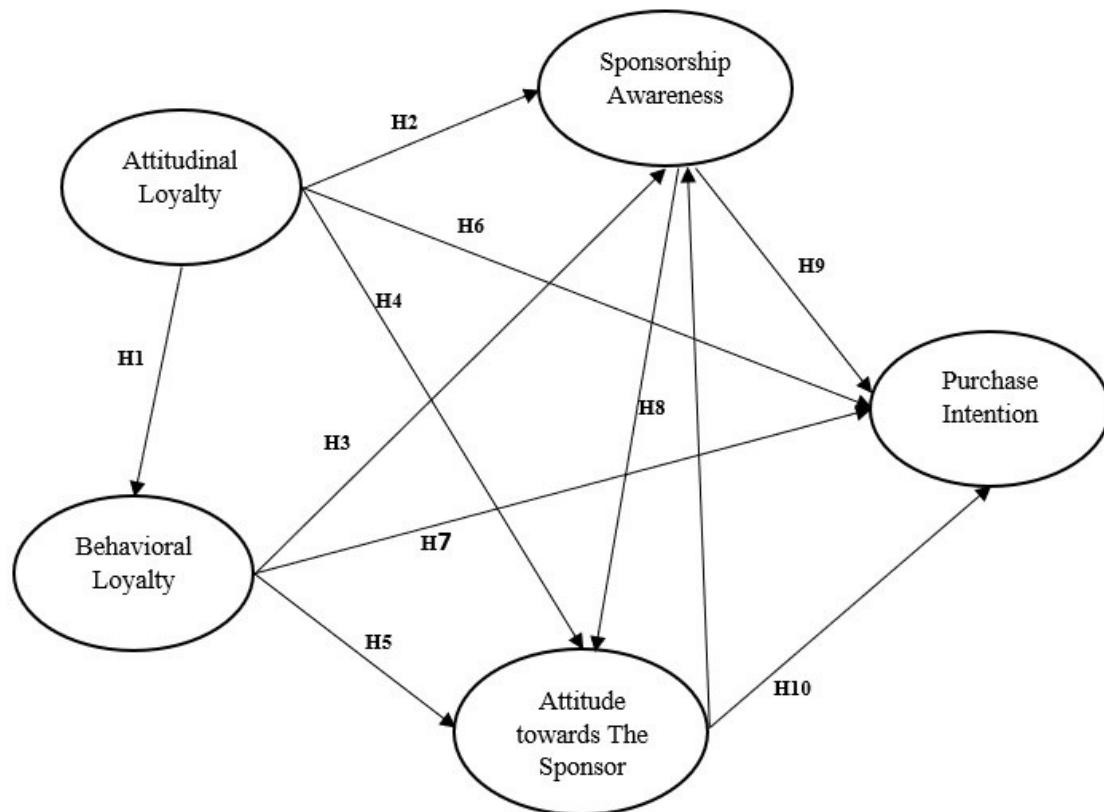 Sponsorship
Awareness
H2
Attitudinal
Loyalty
H6
H9
H4
H1
Purchase
Intention
H8
H3
H7
Behavioral
Loyalty
H5
H10
Attitude
towards The
Sponsor